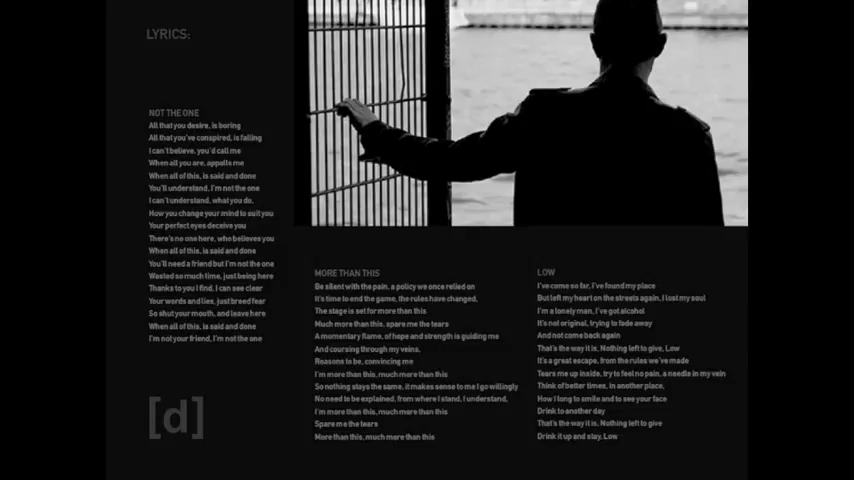 LYRICS:
NOT THE ONE
All that you desire, is boring
All that you've conspired, is falling
I can't believe, you'd call me
When all you are, appalls me
When all of this, is said and done
You'll understand, I'm not the one
I can't understand, what you do,
How you change your mind to suit you
Your perfect eyes deceive you
There's no one here, who believes you
When all of this, is said and done
You'll need a friend but I'm not the one
Wasted so much time, just being here
Thanks to you I find, I can see clear
Your words and lies, just breed fear
So shut your mouth, and leave here
When all of this, is said and done
I'm not your friend, I'm not the one
[d]
MORE THAN THIS
Be silent with the pain, a policy we once relied on
It's time to end the game, the rules have changed,
The stage is set for more than this
Much more than this, spare me the tears
A momentary flame, of hope and strength is guiding me
And coursing through my veins,
Reasons to be, convincing me
I'm more than this, much more than this
So nothing stays the same, it makes sense to me I go willingly
No need to be explained, from where I stand, I understand,
I'm more than this, much more than this
Spare me the tears
More than this, much more than this
LOW
I've come so far, I've found my place
But left my heart on the streets again, I lost my soul
I'm a lonely man, I've got alcohol
It's not original, trying to fade away
And not come back again
That's the way it is, Nothing left to give, Low
It's a great escape, from the rules we've made
Tears me up inside, try to feel no pain, a needle in my vein
Think of better times, in another place,
How I long to smile and to see your face
Drink to another day
That's the way it is, Nothing left to give
Drink it up and stay, Low